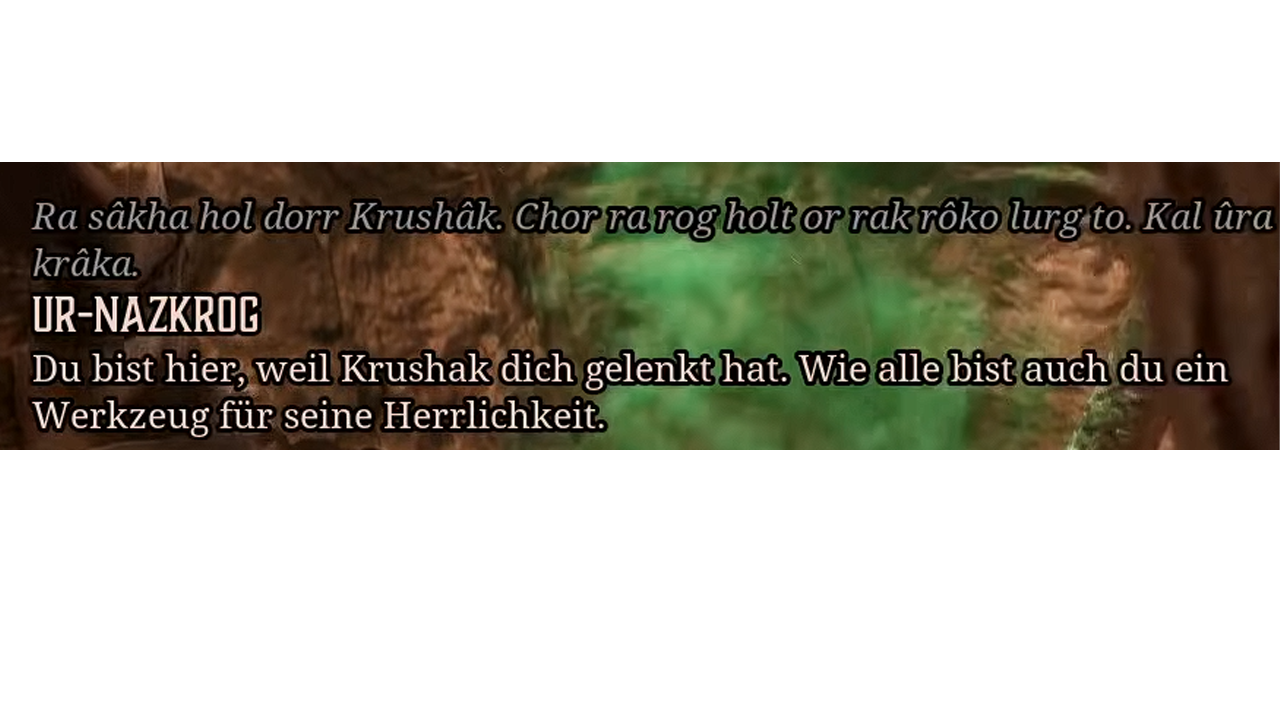 Ra sâkha hol dorr Krushâk. Chor ra rog holt or rak rôko lurg to. Kal ûra
krâka.
UR-NAZKROG
Du bist hier, weil Krushak dich gelenkt hat. Wie alle bist auch du ein
Werkzeug für seine Herrlichkeit.